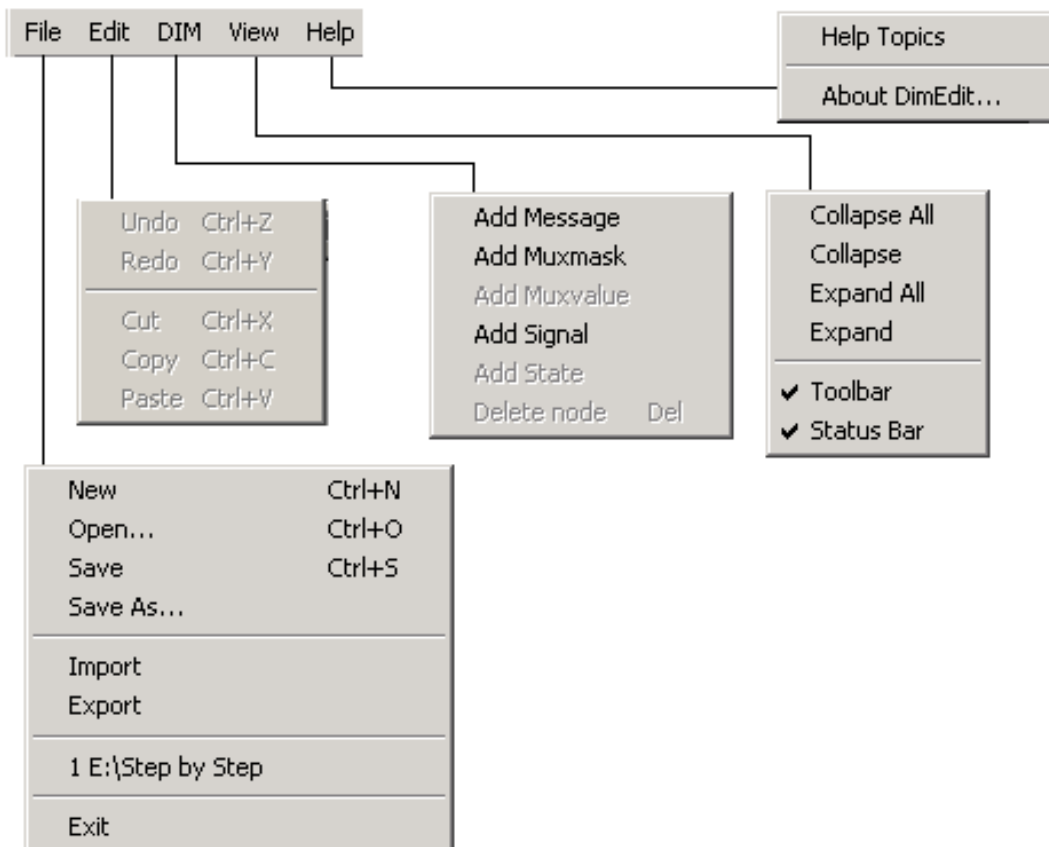 File Edit DIM View Help
Help Topics
About DimEdit...
Undo Ctrl+Z
Redo Ctrl+Y
Cut Ctrl+X
Copy Ctrl+C
Paste Ctrl+V
Add Message
Add Muxmask
Add Muxvalue
Add Signal
Add State
Delete node Del
Collapse All
Collapse
Expand All
Expand
Toolbar
Status Bar
New Ctrl+N
Open... Ctrl+O
Save Ctrl+S
Save As...
Import
Export
1 E:\Step by Step
Exit